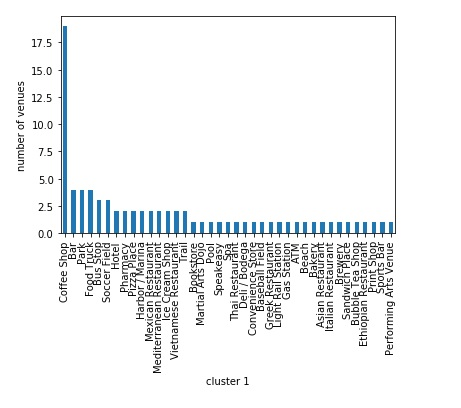 number of venues
17.5
15.0
12.5
10.0
7.5
5.0
2.5
0.0
Coffee Shop
Bar
Park
Food Truck
Bus Stop
Soccer Field
Hotel
Pharmacy
Pizza Place
Harbor / Marina
Mexican Restaurant
Mediterranean Restaurant
Ice Cream Shop
Vietnamese Restaurant
Trail
Bookstore
Martial Arts Dojo
Pool
Speakeasy
Spa
Thai Restaurant
Deli / Bodega
Convenience Store
Baseball Field
Greek Restaurant
Light Rail Station
Gas Station
ATM
Beach
Bakery
Asian Restaurant
Italian Restaurant
Brewery
Sandwich Place
Bubble Tea Shop
Ethiopian Restaurant
Print Shop
Sports Bar
Performing Arts Venue
cluster 1